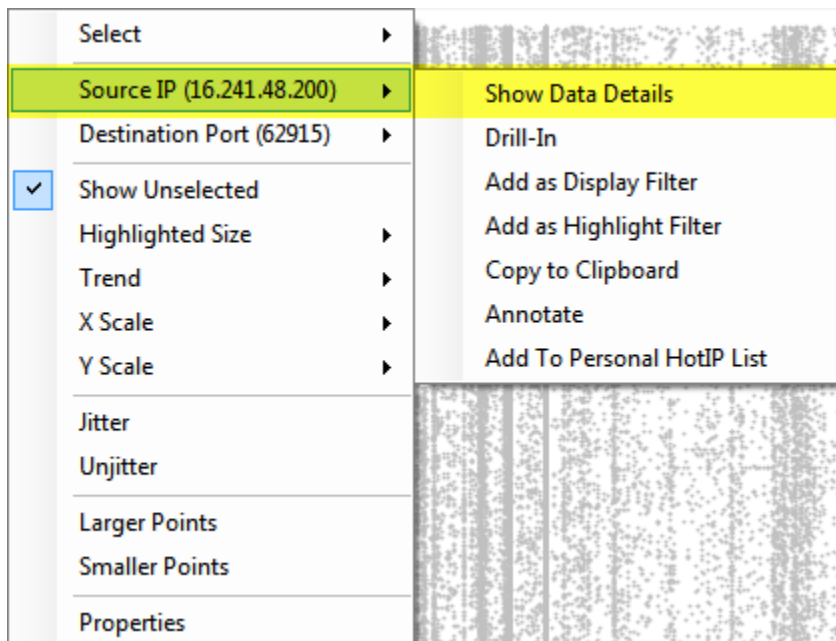 Select
Source IP (16.241.48.200)
Destination Port (62915)
Show Unselected
Highlighted Size
Trend
X Scale
Y Scale
Jitter
Unjitter
Larger Points
Smaller Points
Properties
Show Data Details
Drill-In
Add as Display Filter
Add as Highlight Filter
Copy to Clipboard
Annotate
Add To Personal HotIP List